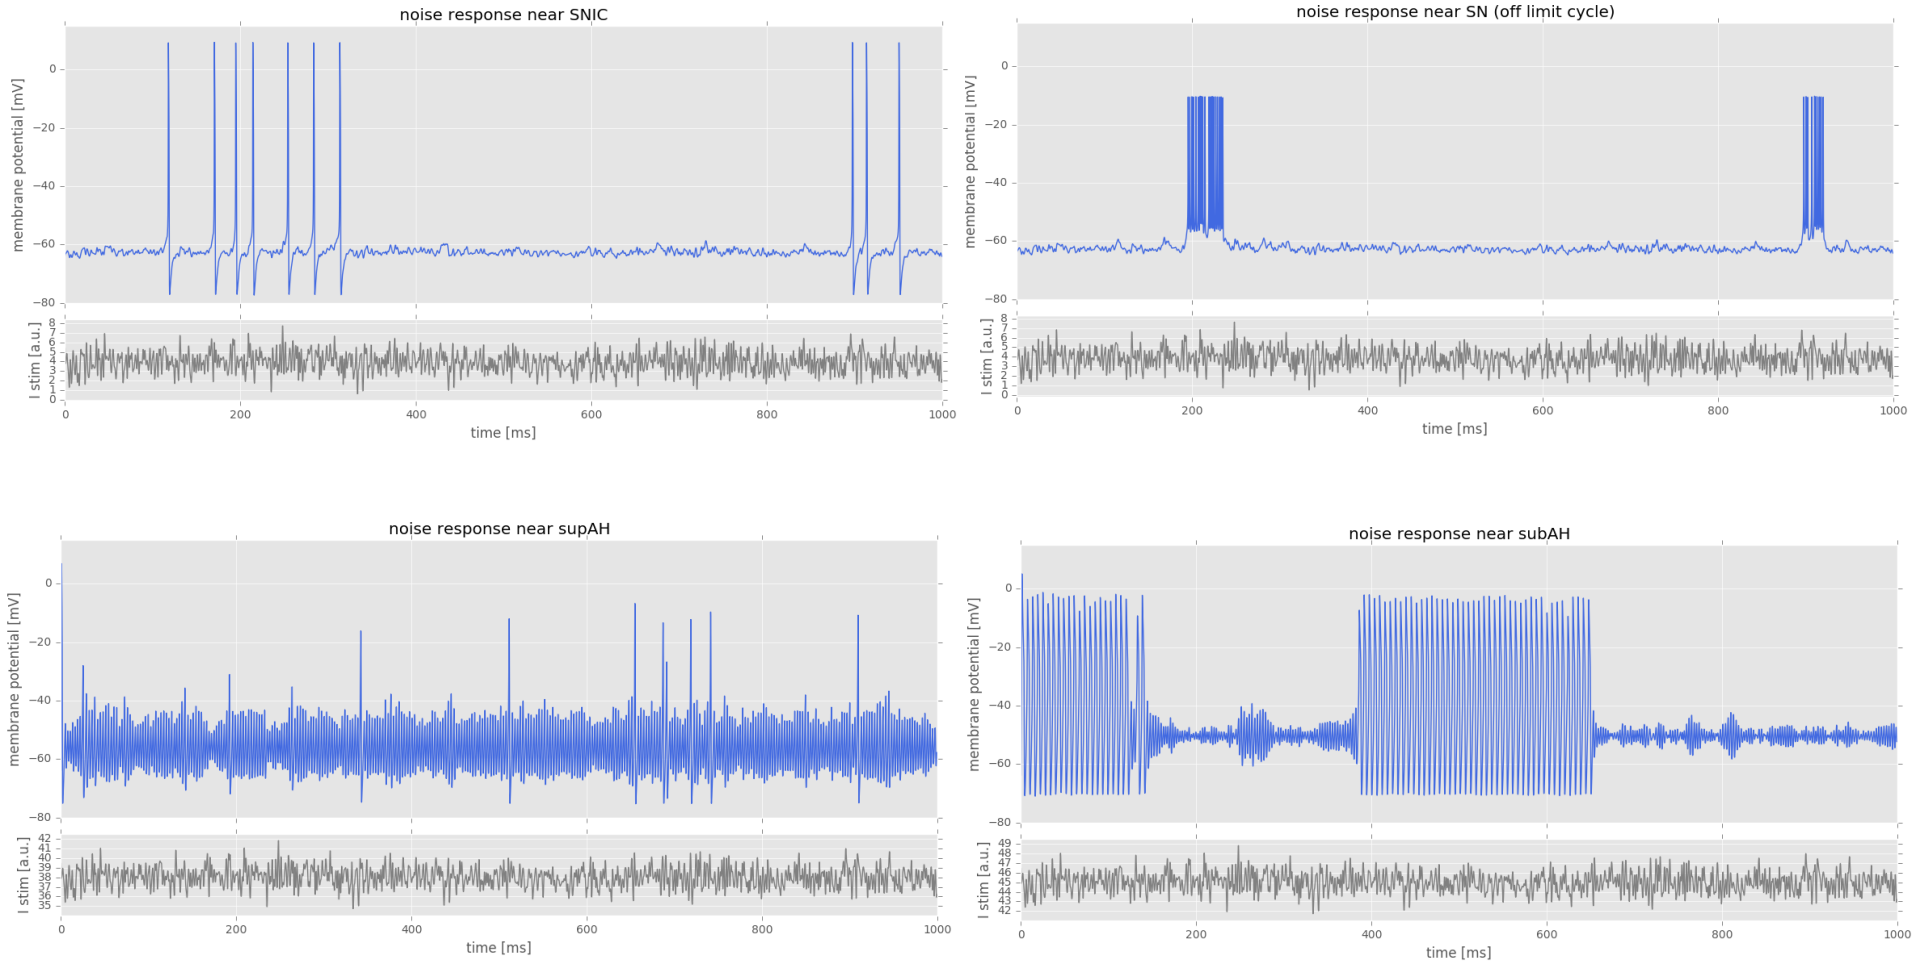 noise response near SNIC
membrane potential [mV]
0
−20
−40
−60
−80
I stim [a.u.]
8
7
6
5
4
3
2
1
0
0 200 400 600 800 1000
time [ms]
noise response near SN (off limit cycle)
membrane potential [mV]
0
−20
−40
−60
−80
I stim [a.u.]
8
7
6
5
4
3
2
1
0
0 200 400 600 800 1000
time [ms]
noise response near supAH
membrane potential [mV]
0
−20
−40
−60
−80
I stim [a.u.]
42
41
40
39
38
37
36
35
0 200 400 600 800 1000
time [ms]
noise response near subAH
membrane potential [mV]
0
−20
−40
−60
−80
I stim [a.u.]
49
48
47
46
45
44
43
42
0 200 400 600 800 1000
time [ms]